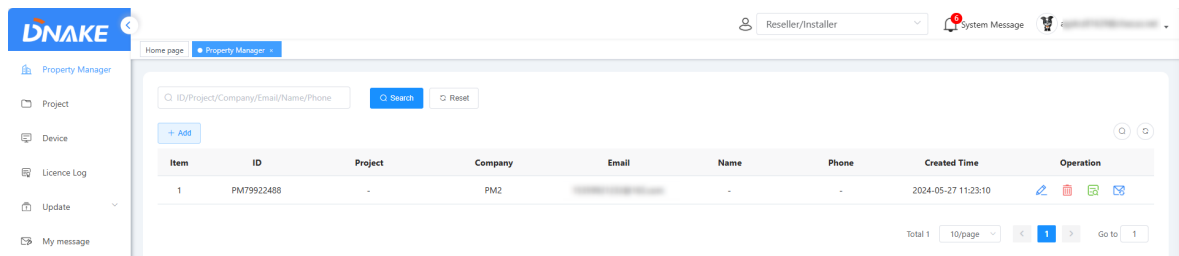 DNAKE
Reseller/Installer
6
System Message
Home page
Property Manager ×
Property Manager
Project
Device
Licence Log
Update
My message
ID/Project/Company/Email/Name/Phone
Search
Reset
+ Add
Item ID Project Company Email Name Phone Created Time Operation
1 PM79922488 - PM2 - - 2024-05-27 11:23:10
Total 1 10/page < 1 > Go to 1